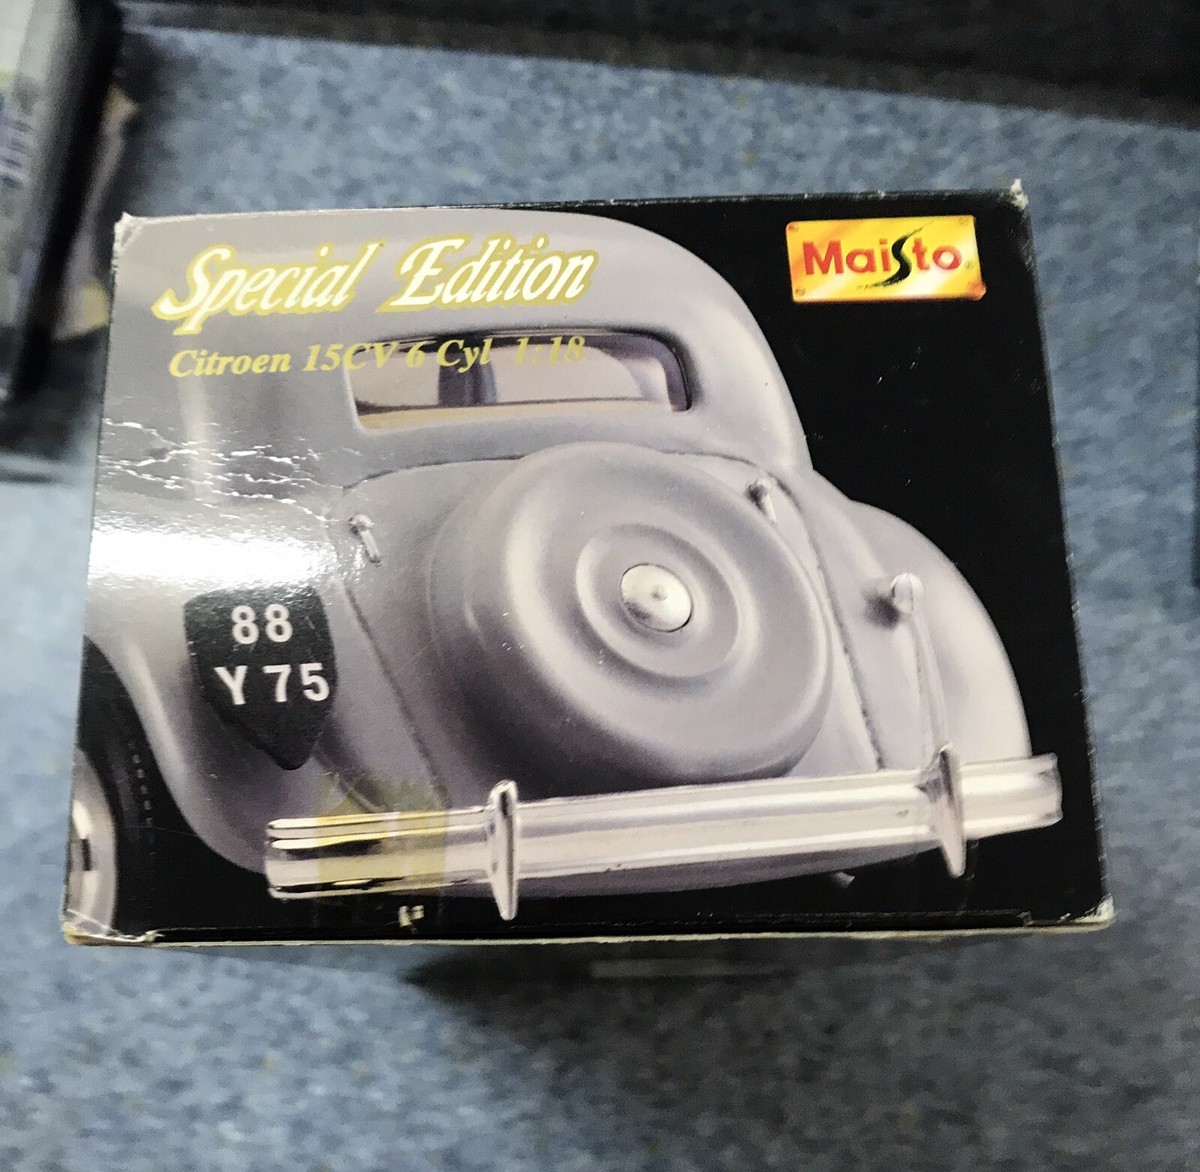 Special Edition
Maisto
Citroen 15CV 6 Cyl 1:18
88
Y 75